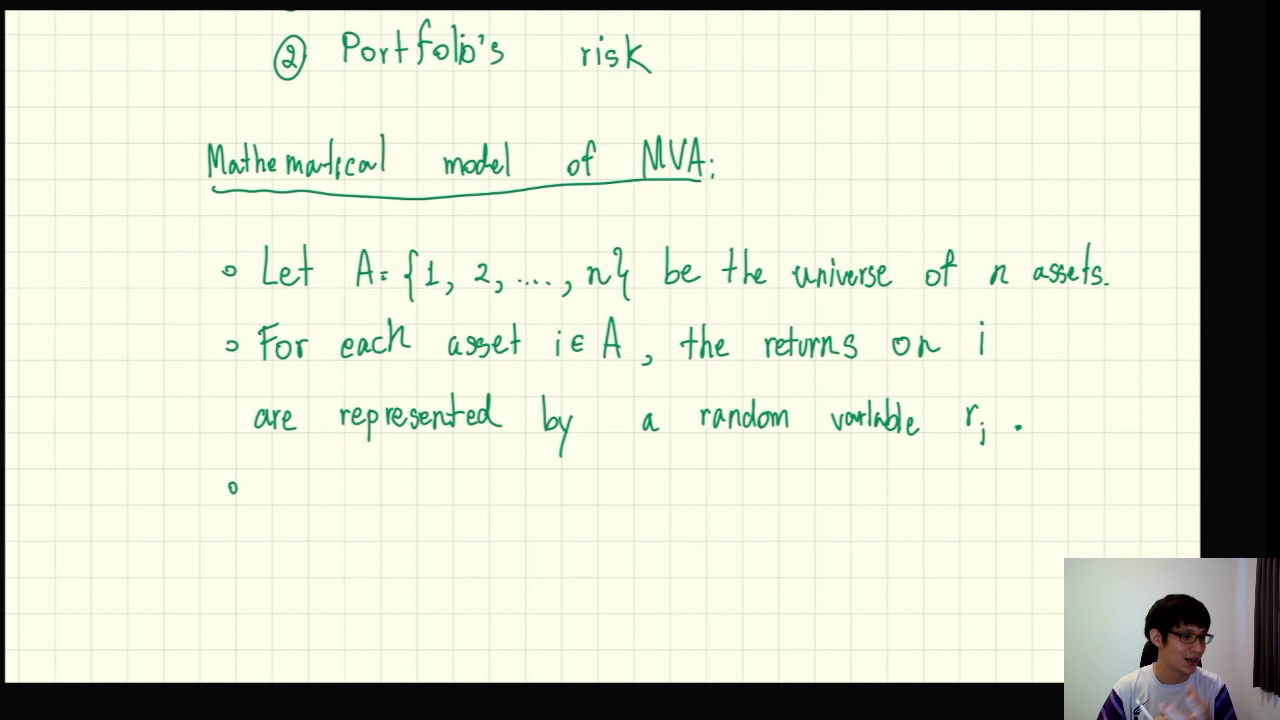 ② Portfolio's risk
Mathematical model of MVA:
∘ Let A = {1, 2, ...., n} be the universe of n assets.
∘ For each asset i ∈ A, the returns on i
are represented by a random variable rᵢ.
∘